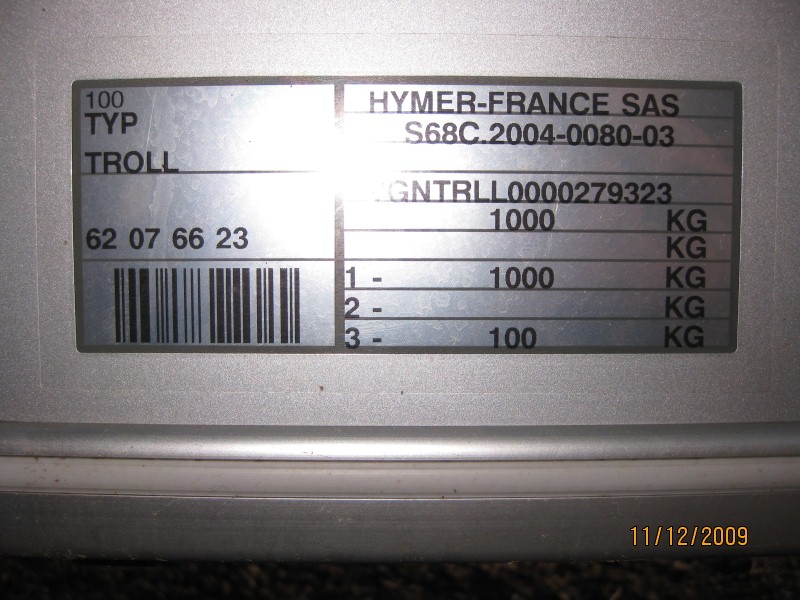 100
TYP
TROLL
62 07 66 23
HYMER-FRANCE SAS
S68C.2004-0080-03
1000 KG
KG
1 - 1000 KG
2 - KG
3 - 100 KG
11/12/2009